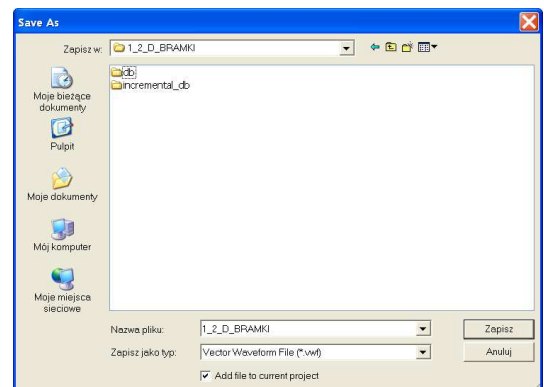 Save As
Zapisz w: 1_2_D_BRAMKI
db
incremental_db
Moje bieżące
dokumenty
Pulpit
Moje dokumenty
Mój komputer
Moje miejsca
sieciowe
Nazwa pliku: 1_2_D_BRAMKI Zapisz
Zapisz jako typ: Vector Waveform File (*.vwf) Anuluj
Add file to current project